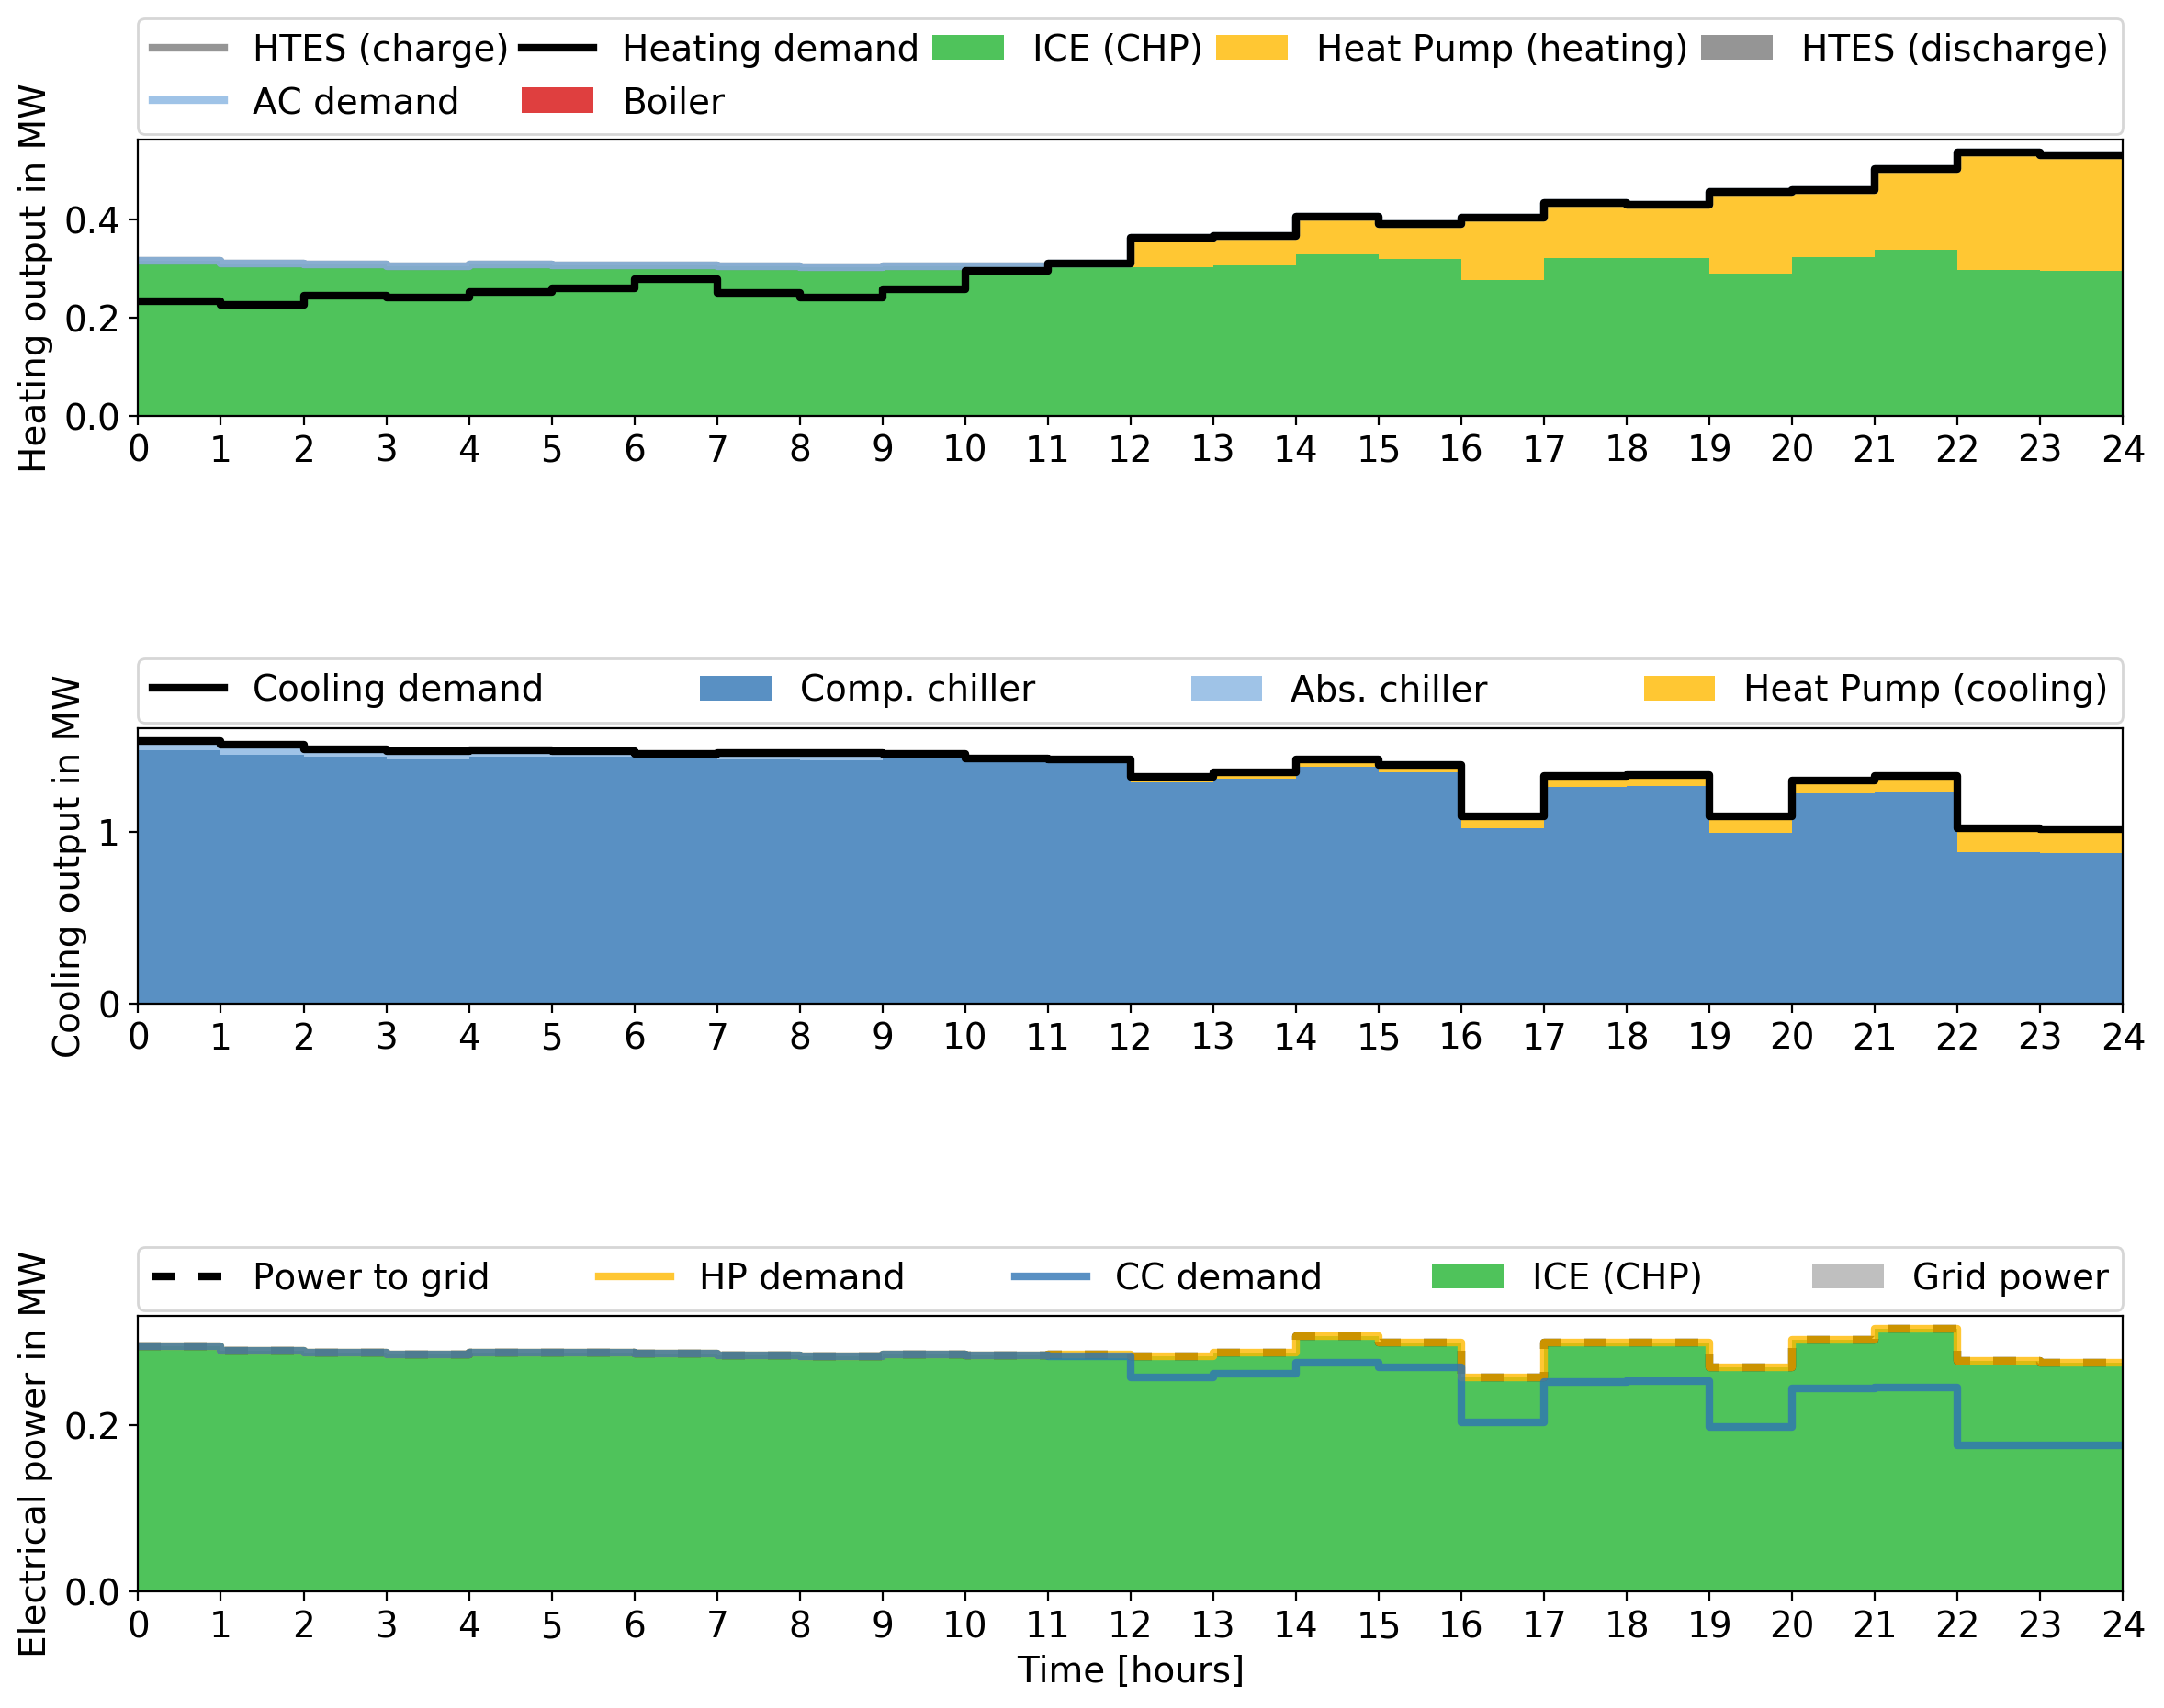 HTES (charge) Heating demand ICE (CHP) Heat Pump (heating) HTES (discharge)
AC demand Boiler
Heating output in MW
0.4
0.2
0.0
0 1 2 3 4 5 6 7 8 9 10 11 12 13 14 15 16 17 18 19 20 21 22 23 24
Cooling demand Comp. chiller Abs. chiller Heat Pump (cooling)
Cooling output in MW
1
0
0 1 2 3 4 5 6 7 8 9 10 11 12 13 14 15 16 17 18 19 20 21 22 23 24
Power to grid HP demand CC demand ICE (CHP) Grid power
Electrical power in MW
0.2
0.0
0 1 2 3 4 5 6 7 8 9 10 11 12 13 14 15 16 17 18 19 20 21 22 23 24
Time [hours]